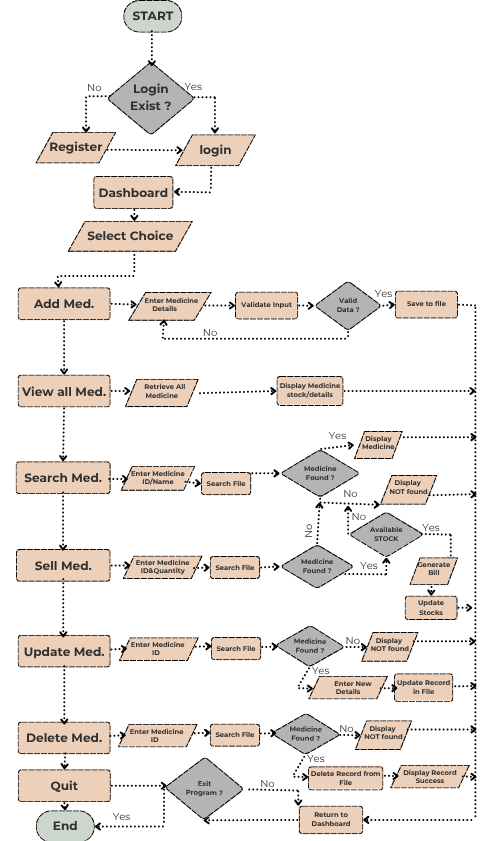 START
Login
Exist ?
No
Yes
Register
login
Dashboard
Select Choice
Add Med.
Enter Medicine
Details
Validate Input
Valid
Data ?
Yes
Save to file
No
View all Med.
Retrieve All
Medicine
Display Medicine
stock/details
Search Med.
Enter Medicine
ID/Name
Search File
Medicine
Found ?
Yes
Display
Medicine
No
Display
NOT found
Sell Med.
Enter Medicine
ID&Quantity
Search File
Medicine
Found ?
No
Yes
Available
STOCK
No
Yes
Generate
Bill
Update
Stocks
Update Med.
Enter Medicine
ID
Search File
Medicine
Found ?
No
Display
NOT found
Yes
Enter New
Details
Update Record
in File
Delete Med.
Enter Medicine
ID
Search File
Medicine
Found ?
No
Display
NOT found
Yes
Delete Record from
File
Display Record
Success
Quit
Exit
Program ?
No
Return to
Dashboard
Yes
End